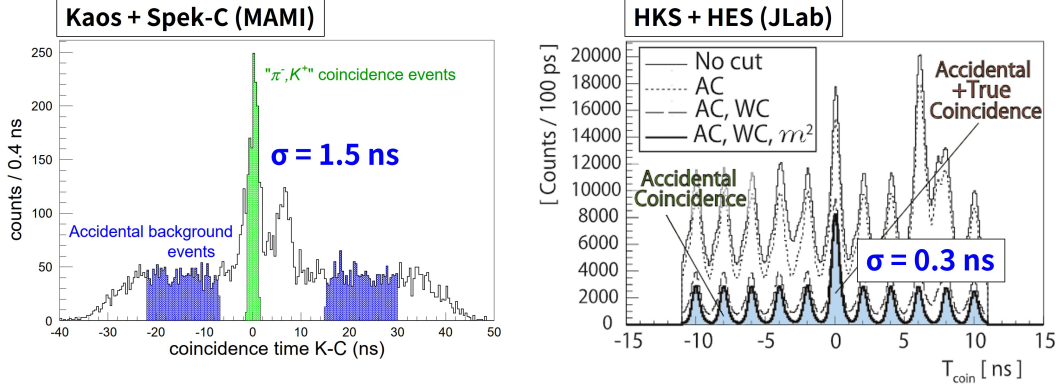 Kaos + Spek-C (MAMI)
250
200
150
100
50
0
counts / 0.4 ns
"π⁻,K⁺" coincidence events
σ = 1.5 ns
Accidental background
events
-40 -30 -20 -10 0 10 20 30 40 50
coincidence time K-C (ns)
HKS + HES (JLab)
20000
18000
16000
14000
12000
10000
8000
6000
4000
2000
0
[ Counts / 100 ps ]
No cut
AC
AC, WC
AC, WC, m²
Accidental
+True
Coincidence
Accidental
Coincidence
σ = 0.3 ns
-15 -10 -5 0 5 10 15
T_coin [ ns ]